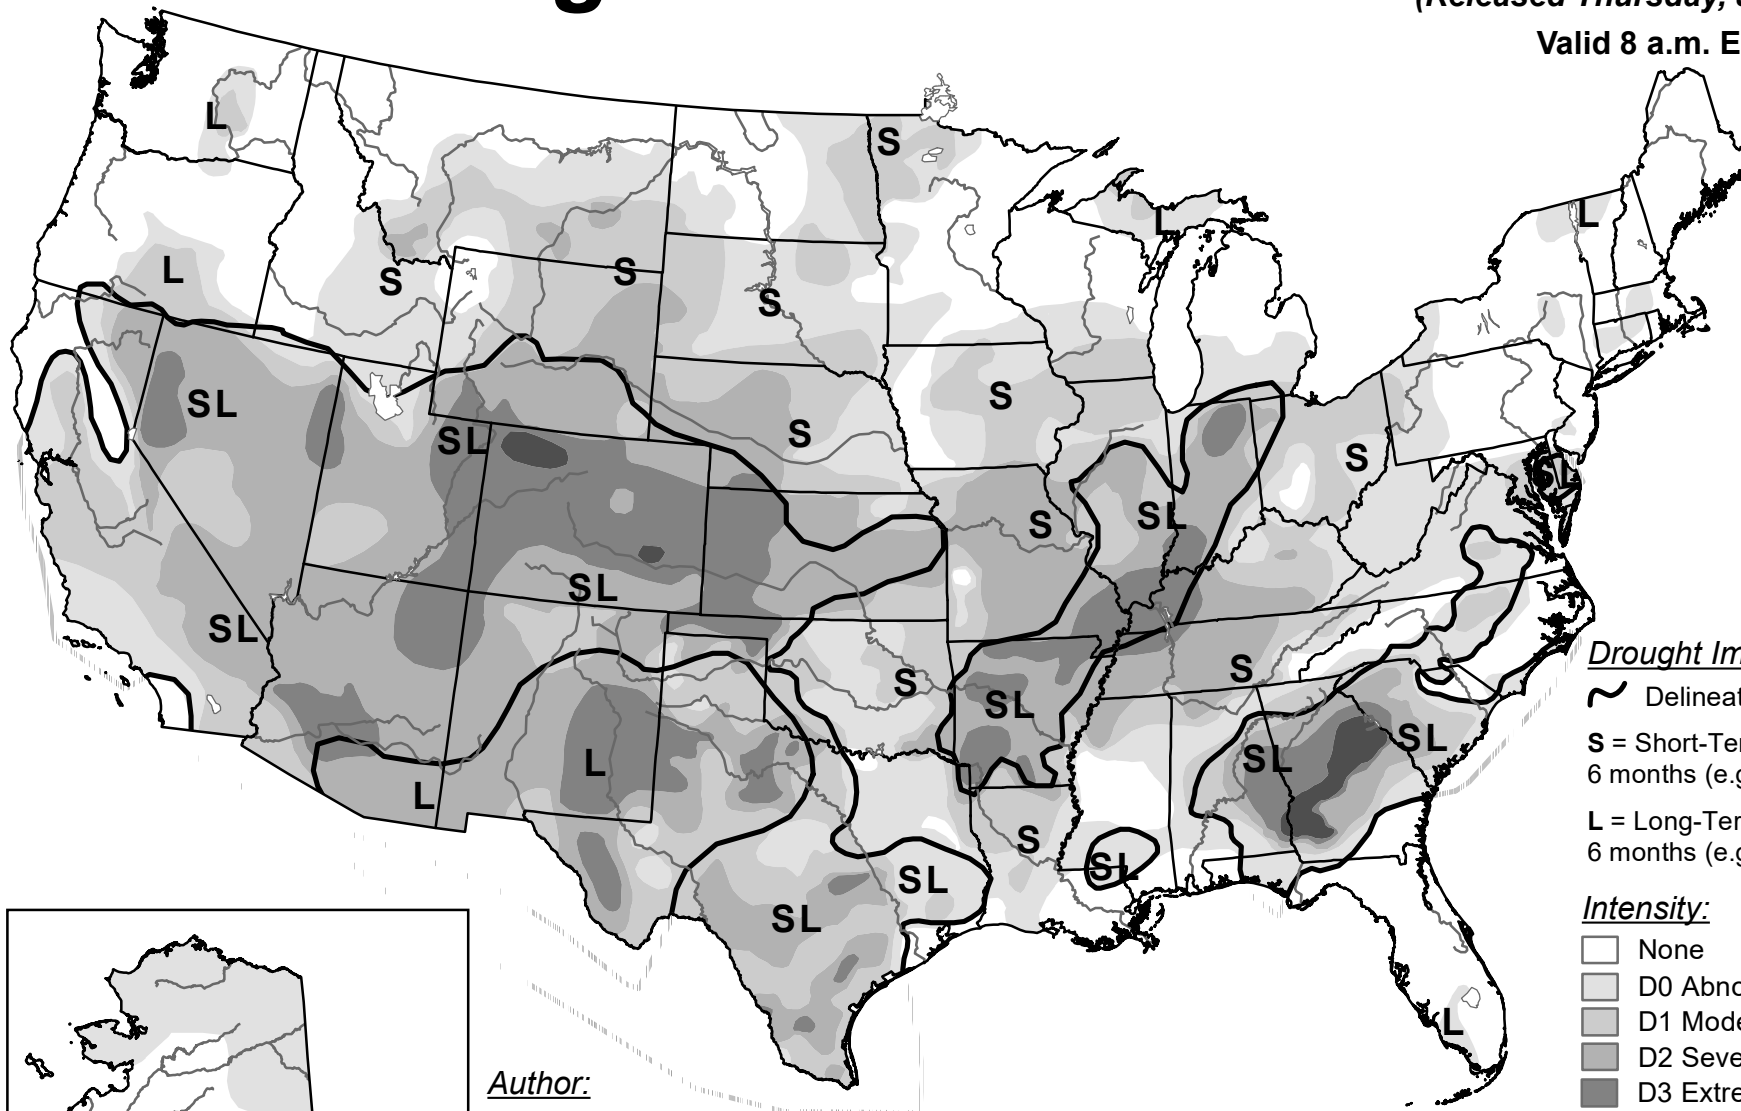 (Released Thursday,
Valid 8 a.m. E
L
S
L
L
L
S
S
S
SL
S
SL
S
S
SL
S
SL
SL
SL
S
S
SL
L
SL
SL
L
S
SL
SL
SL
L
Drought Im
Delineat
S = Short-Ter
6 months (e.g
L = Long-Ter
6 months (e.g
Intensity:
None
D0 Abno
D1 Mode
D2 Seve
D3 Extre
Author: